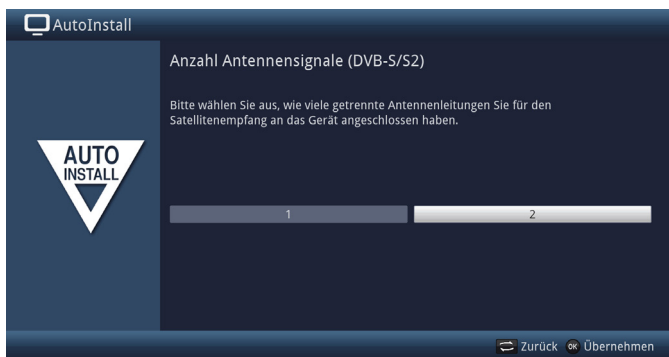 AutoInstall
Anzahl Antennensignale (DVB-S/S2)
Bitte wählen Sie aus, wie viele getrennte Antennenleitungen Sie für den
Satellitenempfang an das Gerät angeschlossen haben.
AUTO
INSTALL
1 2
Zurück OK Übernehmen